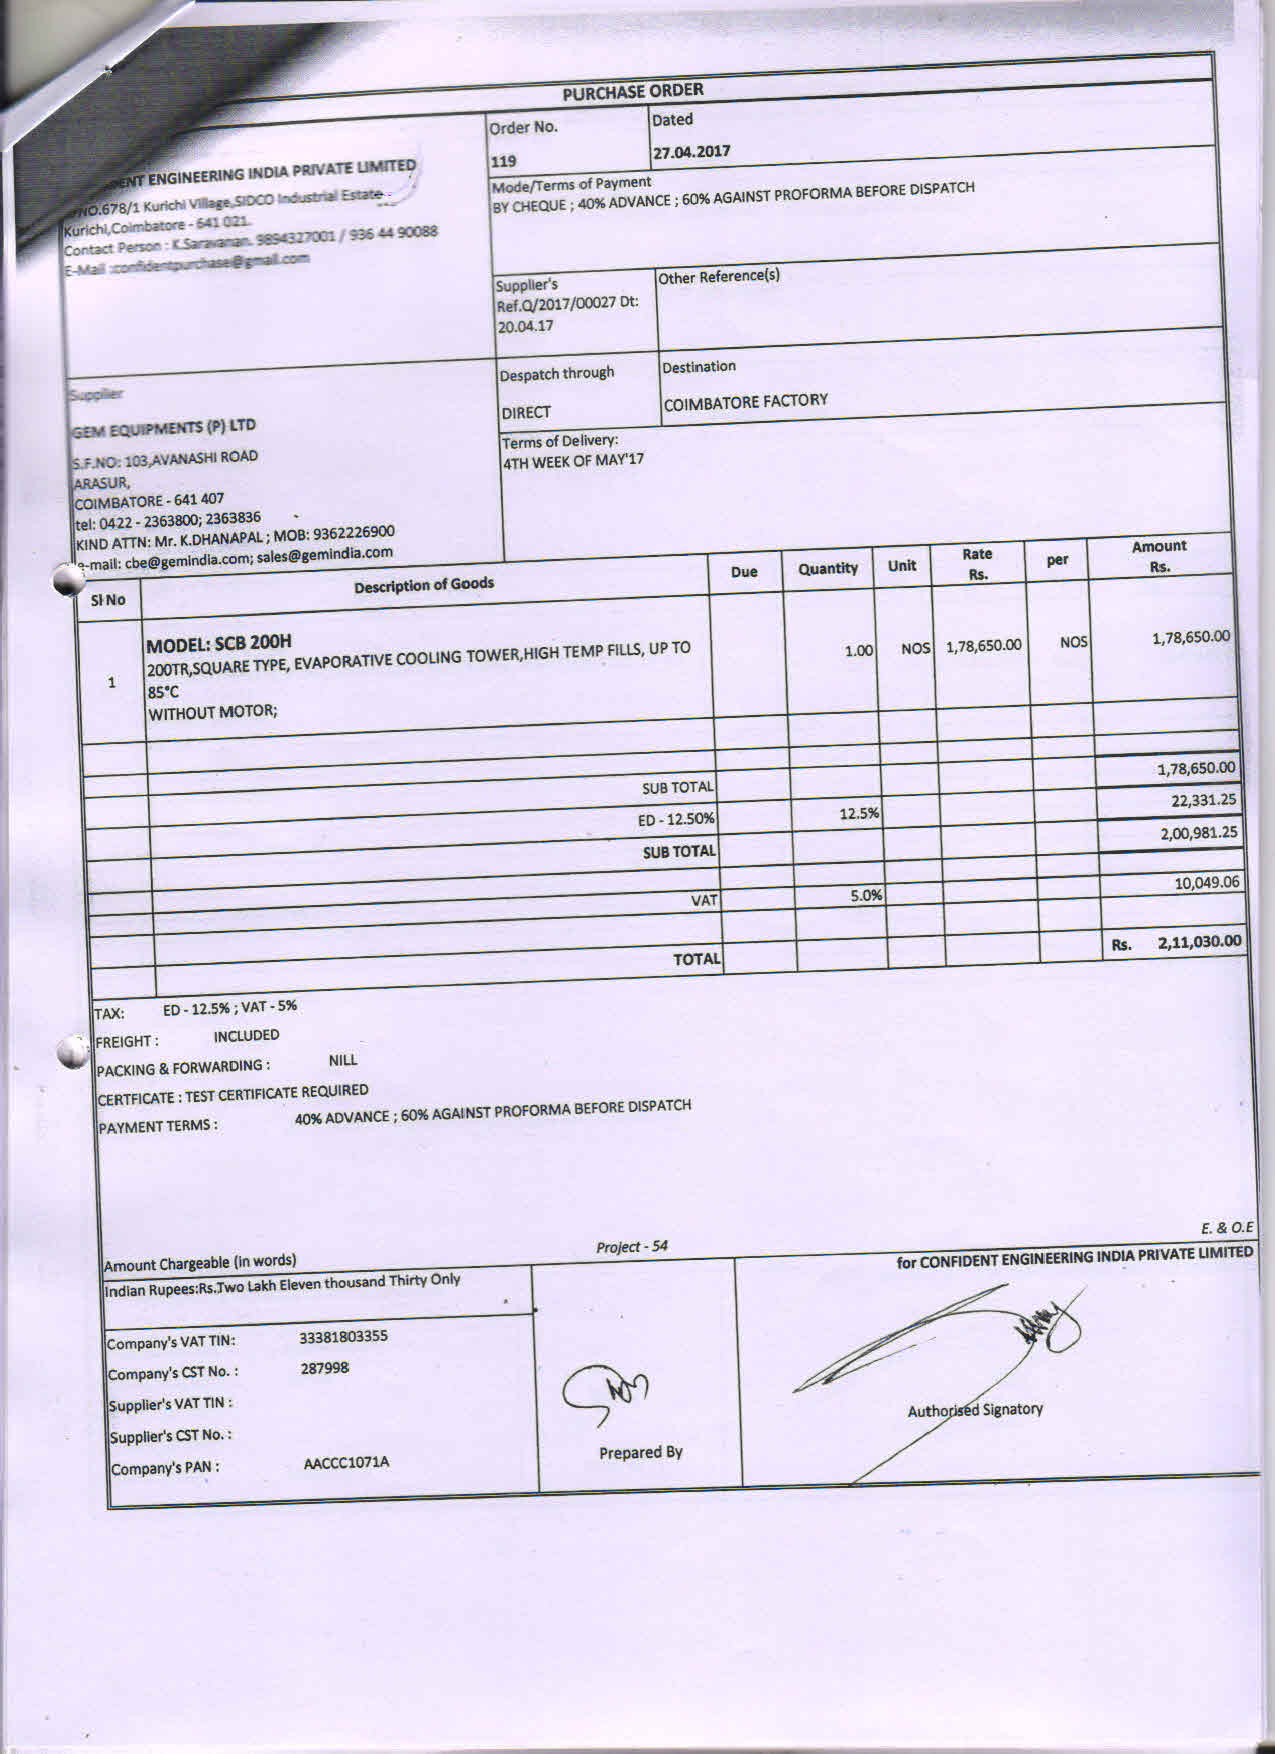 PURCHASE ORDER
ENGINEERING INDIA PRIVATE LIMITED
NO.678/1 Kurichi Village,SIDCO Industrial Estate
Kurichi,Coimbatore - 641 021.
Contact Person : K.Saravanan. 9894327001 / 936 44 90088
E-Mail :confidentpurchase@gmail.com
Order No.
119
Dated
27.04.2017
Mode/Terms of Payment
BY CHEQUE ; 40% ADVANCE ; 60% AGAINST PROFORMA BEFORE DISPATCH
Supplier's
Ref.Q/2017/00027 Dt:
20.04.17
Other Reference(s)
Despatch through
DIRECT
Destination
COIMBATORE FACTORY
Supplier
GEM EQUIPMENTS (P) LTD
S.F.NO: 103,AVANASHI ROAD
ARASUR,
COIMBATORE - 641 407
tel: 0422 - 2363800; 2363836
KIND ATTN: Mr. K.DHANAPAL ; MOB: 9362226900
e-mail: cbe@gemindia.com; sales@gemindia.com
Terms of Delivery:
4TH WEEK OF MAY'17
Sl No Description of Goods Due Quantity Unit Rate Rs. per Amount Rs.
MODEL: SCB 200H
1 200TR,SQUARE TYPE, EVAPORATIVE COOLING TOWER,HIGH TEMP FILLS, UP TO 1.00 NOS 1,78,650.00 NOS 1,78,650.00
85°C
WITHOUT MOTOR;
SUB TOTAL 1,78,650.00
ED - 12.50% 12.5% 22,331.25
SUB TOTAL 2,00,981.25
VAT 5.0% 10,049.06
TOTAL Rs. 2,11,030.00
TAX: ED - 12.5% ; VAT - 5%
FREIGHT : INCLUDED
PACKING & FORWARDING : NILL
CERTFICATE : TEST CERTIFICATE REQUIRED
PAYMENT TERMS : 40% ADVANCE ; 60% AGAINST PROFORMA BEFORE DISPATCH
E. & O.E
Amount Chargeable (in words) Project - 54
for CONFIDENT ENGINEERING INDIA PRIVATE LIMITED
Indian Rupees:Rs.Two Lakh Eleven thousand Thirty Only
Company's VAT TIN: 33381803355
Company's CST No. : 287998
Supplier's VAT TIN :
Supplier's CST No. :
Company's PAN : AACCC1071A
Prepared By
Authorised Signatory